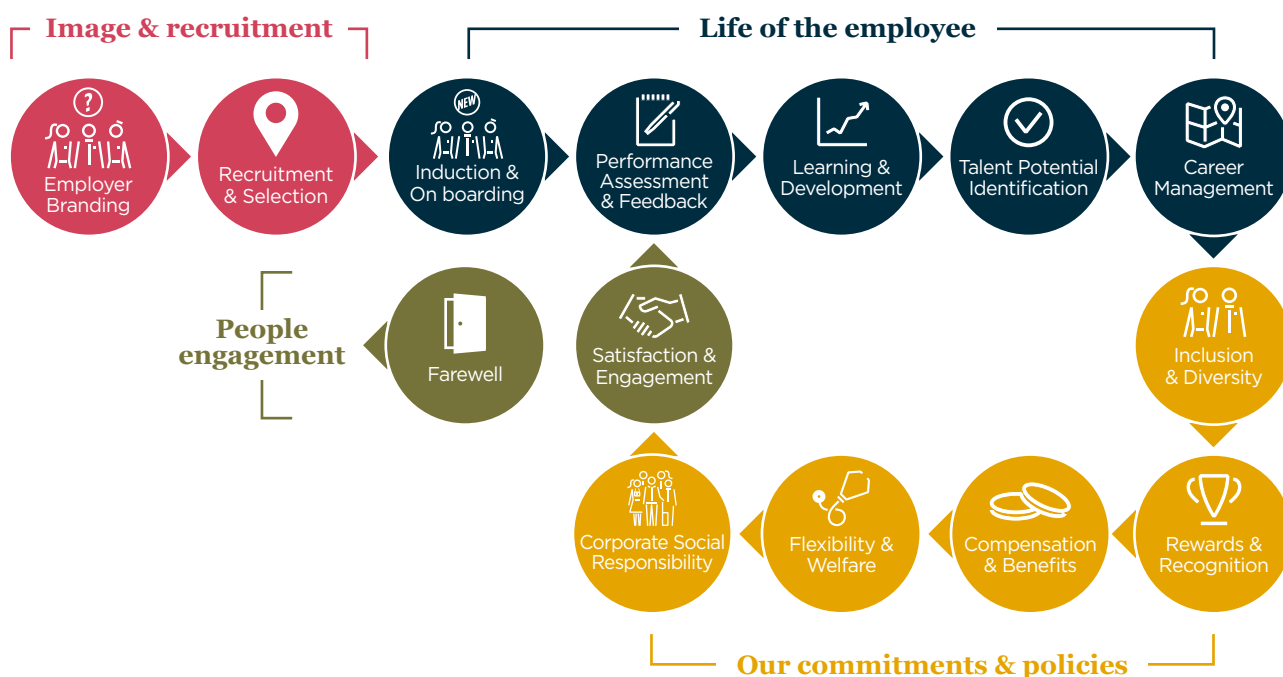 Image & recruitment
Life of the employee
?
Employer
Branding
Recruitment
& Selection
NEW
Induction &
On boarding
Performance
Assessment
& Feedback
Learning &
Development
Talent Potential
Identification
Career
Management
People
engagement
Farewell
Satisfaction &
Engagement
Inclusion
& Diversity
Corporate Social
Responsibility
Flexibility &
Welfare
Compensation
& Benefits
Rewards &
Recognition
Our commitments & policies